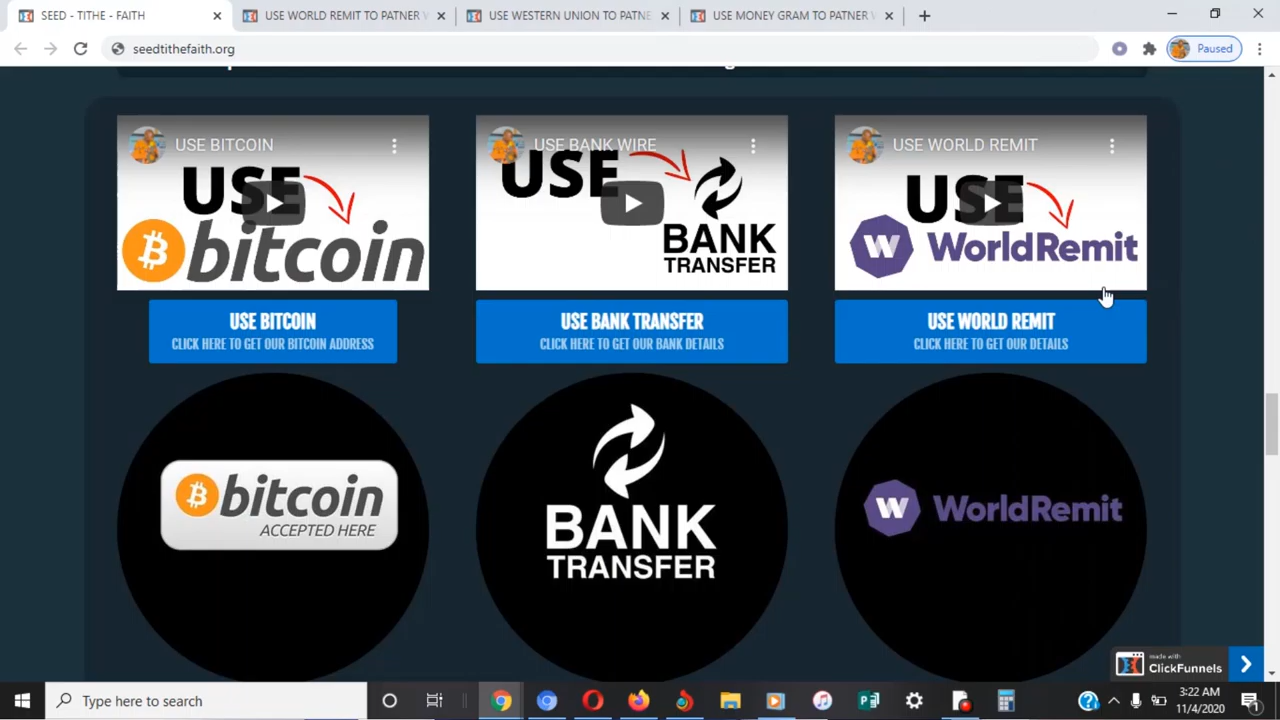 SEED - TITHE - FAITH
USE WORLD REMIT TO PATNER
USE WESTERN UNION TO PATNE
USE MONEY GRAM TO PATNER
seedtithefaith.org
Paused
USE BITCOIN
USE
bitcoin
USE BANK WIRE
USE
BANK
TRANSFER
USE WORLD REMIT
USE
W WorldRemit
USE BITCOIN
CLICK HERE TO GET OUR BITCOIN ADDRESS
USE BANK TRANSFER
CLICK HERE TO GET OUR BANK DETAILS
USE WORLD REMIT
CLICK HERE TO GET OUR DETAILS
bitcoin
ACCEPTED HERE
BANK
TRANSFER
W WorldRemit
made with
ClickFunnels
Type here to search
3:22 AM
11/4/2020